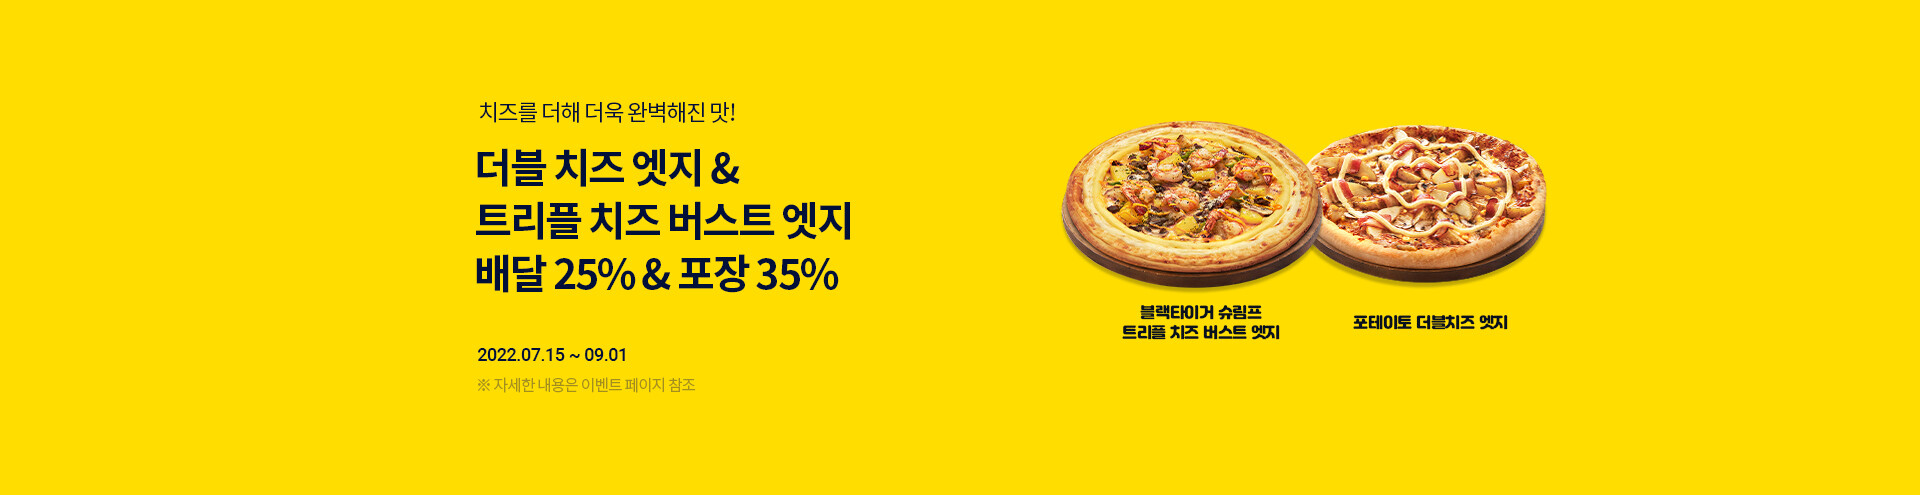 치즈를 더해 더욱 완벽해진 맛!
더블 치즈 엣지 &
트리플 치즈 버스트 엣지
배달 25% & 포장 35%
2022.07.15 ~ 09.01
※ 자세한 내용은 이벤트 페이지 참조
블랙타이거 슈림프
트리플 치즈 버스트 엣지
포테이토 더블치즈 엣지